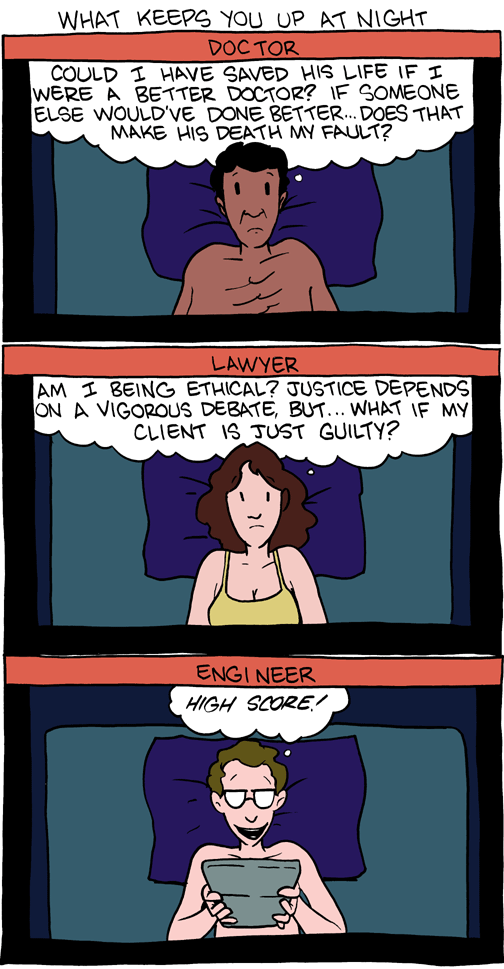 WHAT KEEPS YOU UP AT NIGHT
DOCTOR
COULD I HAVE SAVED HIS LIFE IF I
WERE A BETTER DOCTOR? IF SOMEONE
ELSE WOULD'VE DONE BETTER... DOES THAT
MAKE HIS DEATH MY FAULT?
LAWYER
AM I BEING ETHICAL? JUSTICE DEPENDS
ON A VIGOROUS DEBATE, BUT... WHAT IF MY
CLIENT IS JUST GUILTY?
ENGINEER
HIGH SCORE!